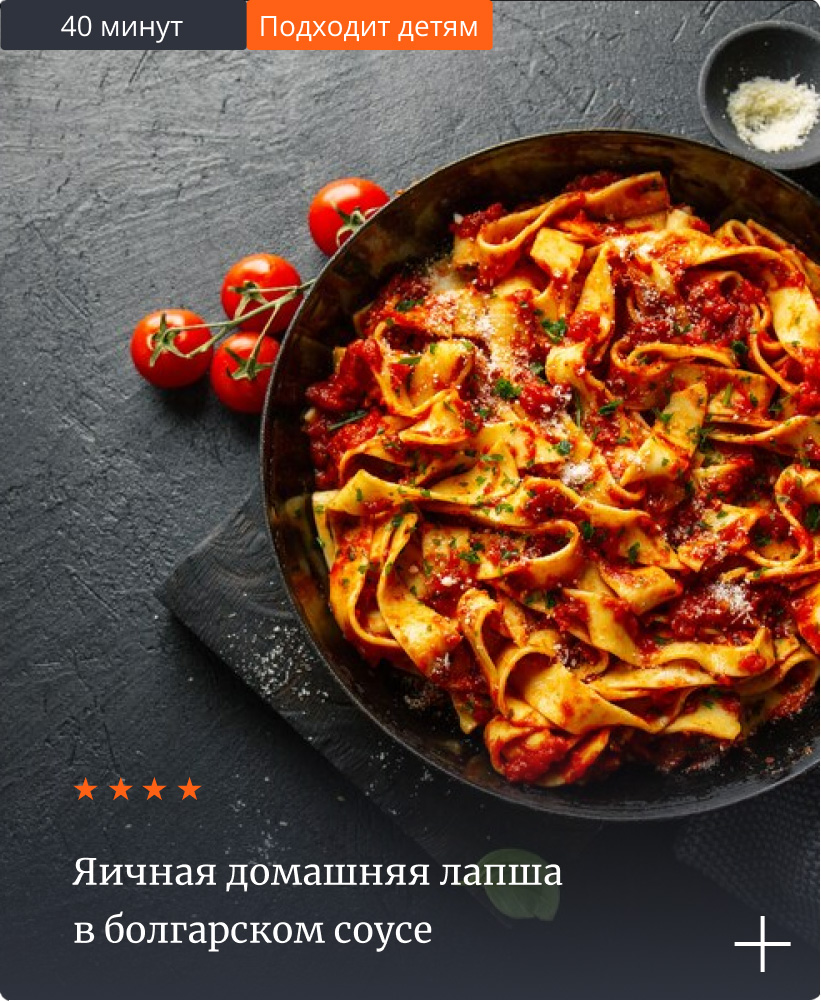 40 минут
Подходит детям
Яичная домашняя лапша
в болгарском соусе